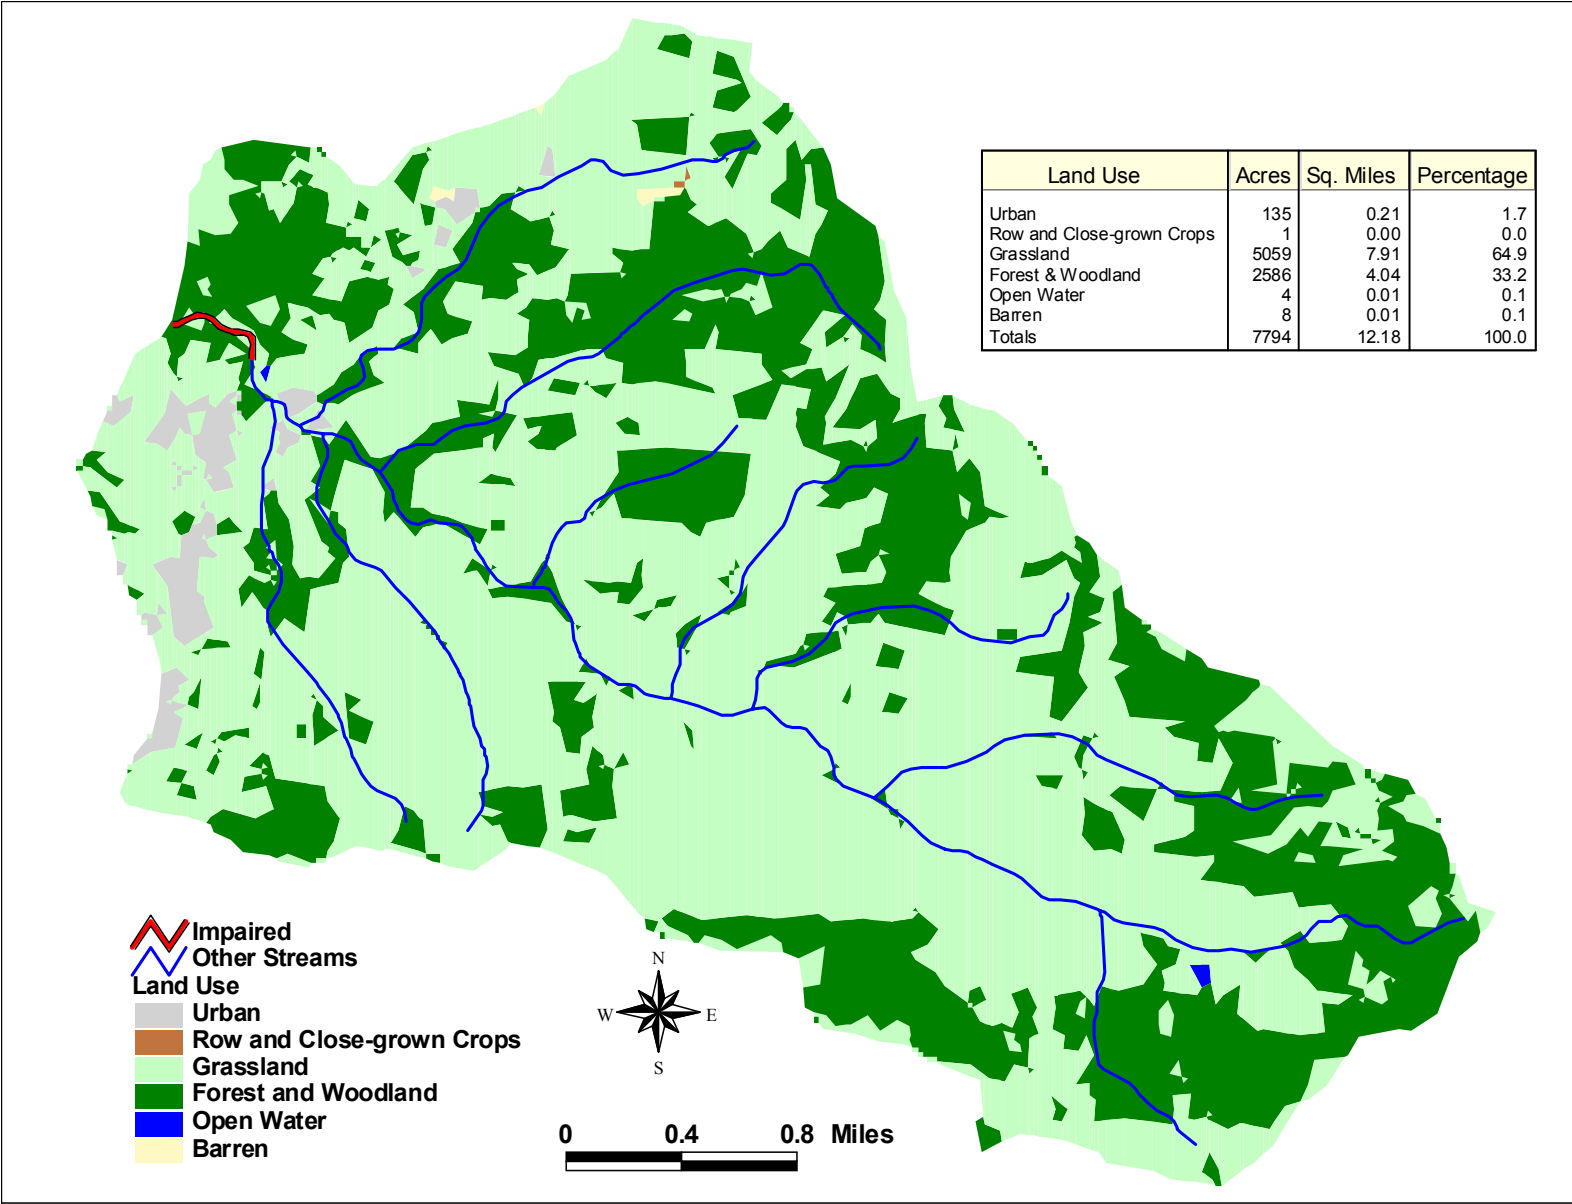 Land Use Acres Sq. Miles Percentage
Urban 135 0.21 1.7
Row and Close-grown Crops 1 0.00 0.0
Grassland 5059 7.91 64.9
Forest & Woodland 2586 4.04 33.2
Open Water 4 0.01 0.1
Barren 8 0.01 0.1
Totals 7794 12.18 100.0
Impaired
Other Streams
Land Use
Urban
Row and Close-grown Crops
Grassland
Forest and Woodland
Open Water
Barren
N
W E
S
0 0.4 0.8 Miles